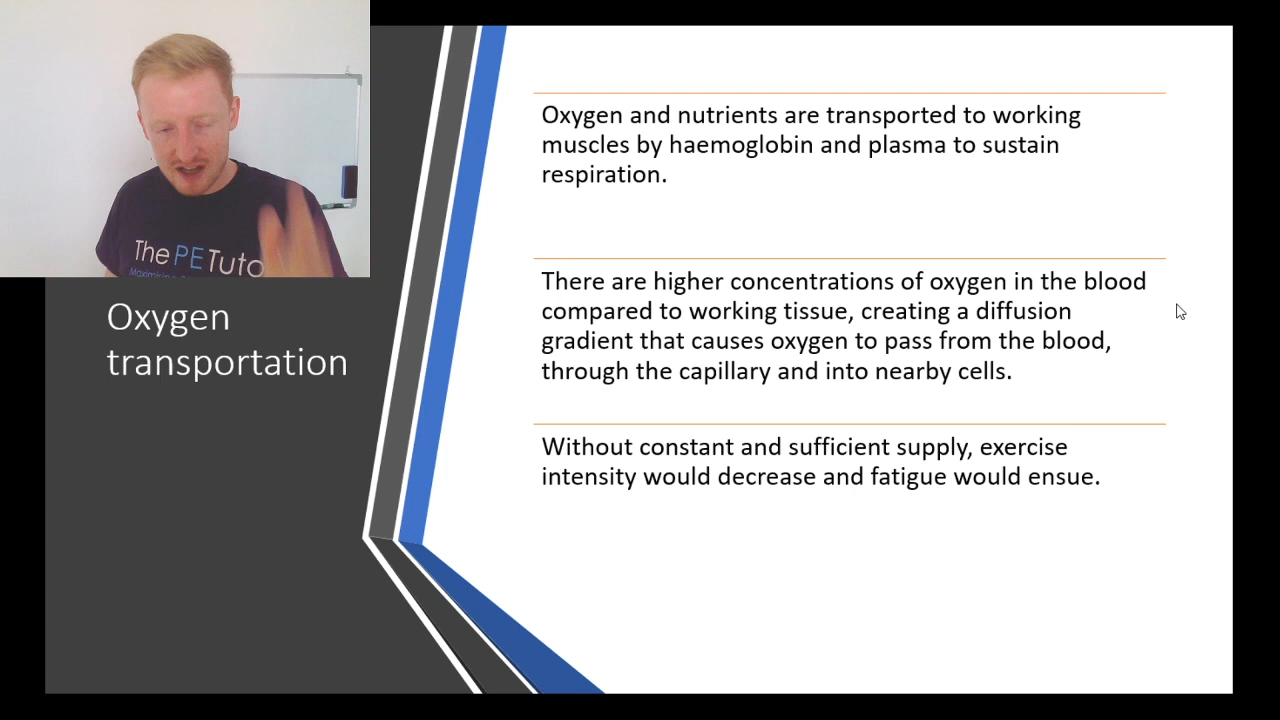 The PE Tuto
Oxygen
transportation
Oxygen and nutrients are transported to working
muscles by haemoglobin and plasma to sustain
respiration.
There are higher concentrations of oxygen in the blood
compared to working tissue, creating a diffusion
gradient that causes oxygen to pass from the blood,
through the capillary and into nearby cells.
Without constant and sufficient supply, exercise
intensity would decrease and fatigue would ensue.